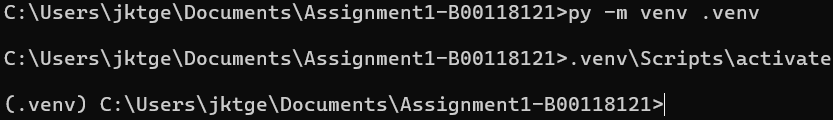 C:\Users\jktge\Documents\Assignment1-B00118121>py -m venv .venv
C:\Users\jktge\Documents\Assignment1-B00118121>.venv\Scripts\activate
(.venv) C:\Users\jktge\Documents\Assignment1-B00118121>